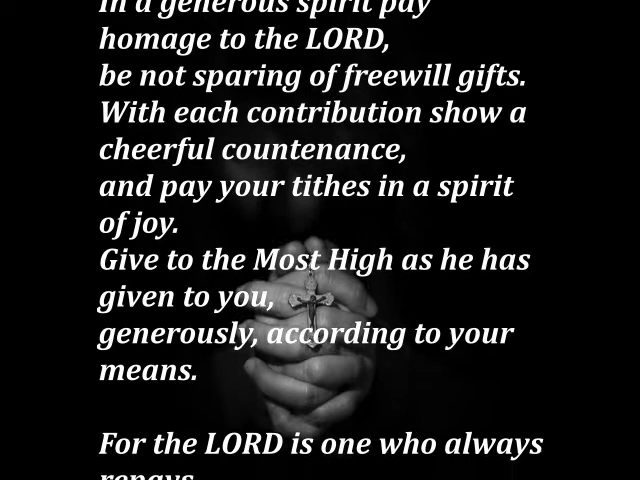 In a generous spirit pay
homage to the LORD,
be not sparing of freewill gifts.
With each contribution show a
cheerful countenance,
and pay your tithes in a spirit
of joy.
Give to the Most High as he has
given to you,
generously, according to your
means.
For the LORD is one who always
repays